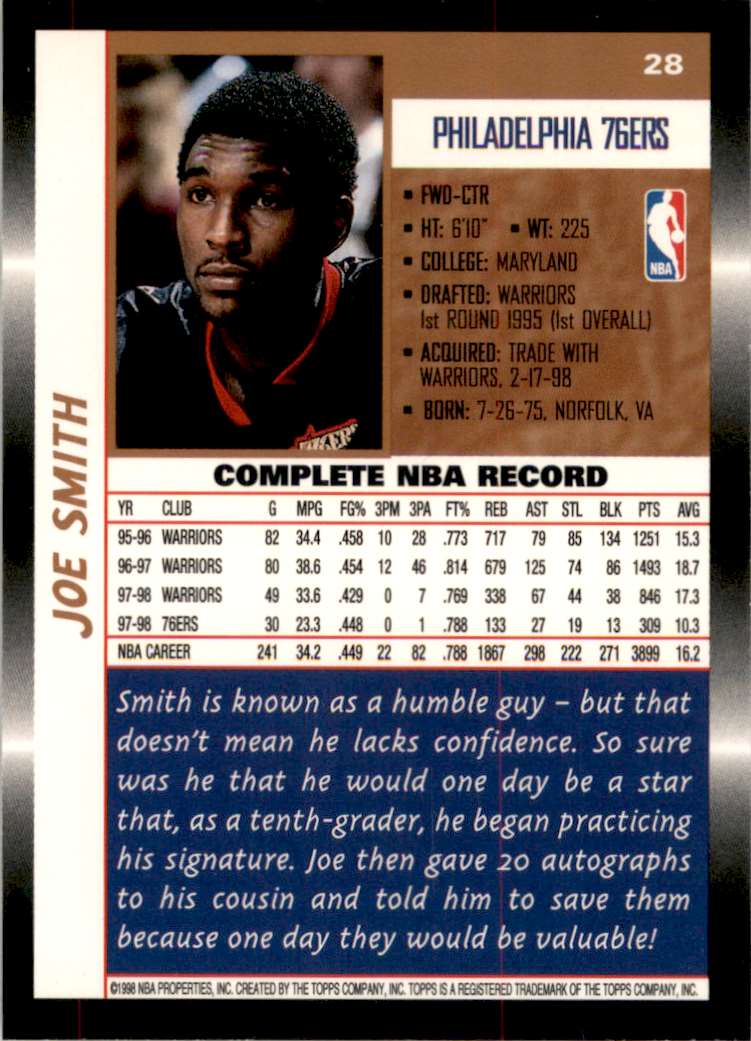 28
PHILADELPHIA 76ERS
• FWD-CTR
• HT: 6'10" • WT: 225
• COLLEGE: MARYLAND
• DRAFTED: WARRIORS
1st ROUND 1995 (1st OVERALL)
• ACQUIRED: TRADE WITH
WARRIORS, 2-17-98
• BORN: 7-26-75, NORFOLK, VA
NBA
JOE SMITH
COMPLETE NBA RECORD
YR CLUB G MPG FG% 3PM 3PA FT% REB AST STL BLK PTS AVG
95-96 WARRIORS 82 34.4 .458 10 28 .773 717 79 85 134 1251 15.3
96-97 WARRIORS 80 38.6 .454 12 46 .814 679 125 74 86 1493 18.7
97-98 WARRIORS 49 33.6 .429 0 7 .769 338 67 44 38 846 17.3
97-98 76ERS 30 23.3 .448 0 1 .788 133 27 19 13 309 10.3
NBA CAREER 241 34.2 .449 22 82 .788 1867 298 222 271 3899 16.2
Smith is known as a humble guy – but that
doesn't mean he lacks confidence. So sure
was he that he would one day be a star
that, as a tenth-grader, he began practicing
his signature. Joe then gave 20 autographs
to his cousin and told him to save them
because one day they would be valuable!
©1998 NBA PROPERTIES, INC. CREATED BY THE TOPPS COMPANY, INC. TOPPS IS A REGISTERED TRADEMARK OF THE TOPPS COMPANY, INC.